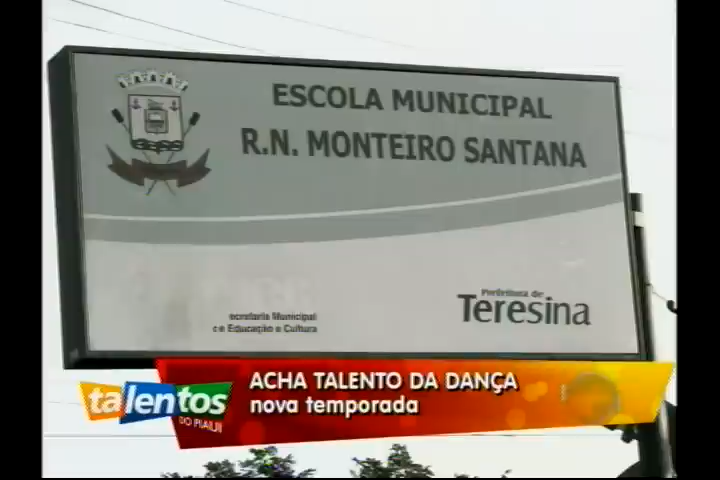 ESCOLA MUNICIPAL
R.N. MONTEIRO SANTANA
ecretaria Municipal
e Educação e Cultura
Prefeitura de
Teresina
ACHA TALENTO DA DANÇA
nova temporada
talentos
DO PIAUÍ